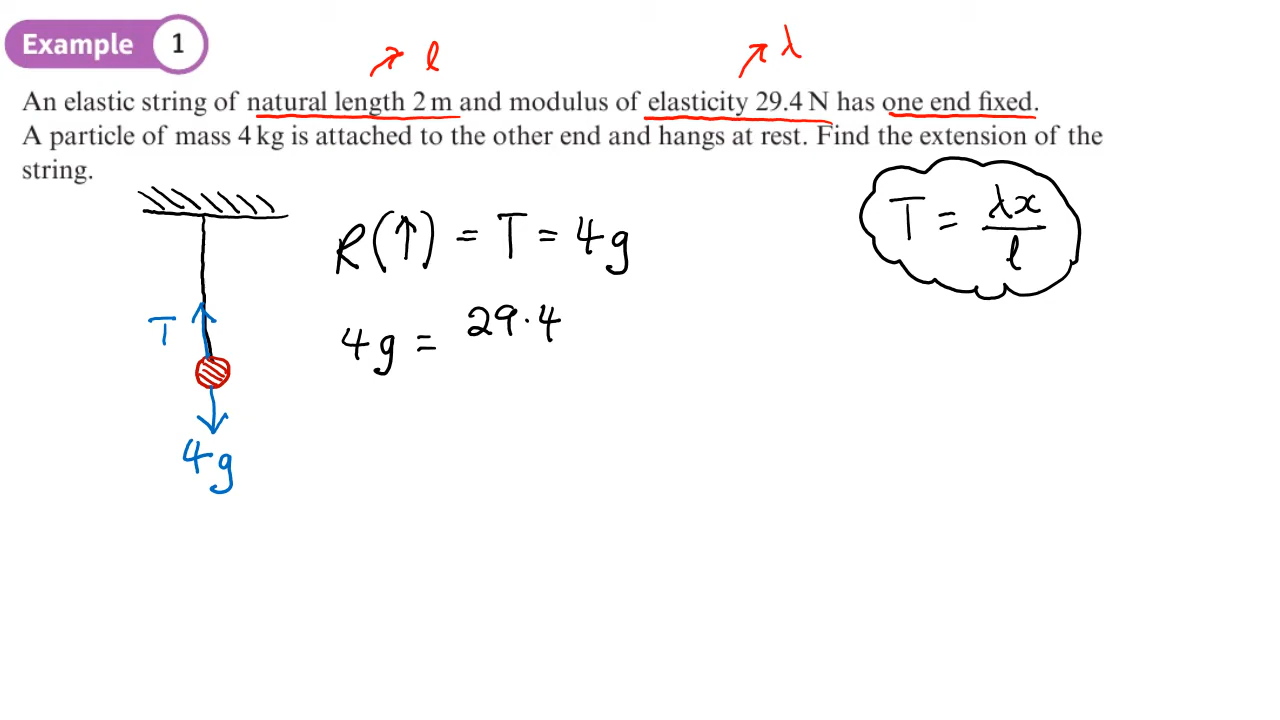 Example 1
↗ l
↗ λ
An elastic string of natural length 2 m and modulus of elasticity 29.4 N has one end fixed.
A particle of mass 4 kg is attached to the other end and hangs at rest. Find the extension of the
string.
R(↑) = T = 4g
T = λx/l
4g = 29.4
T
4g